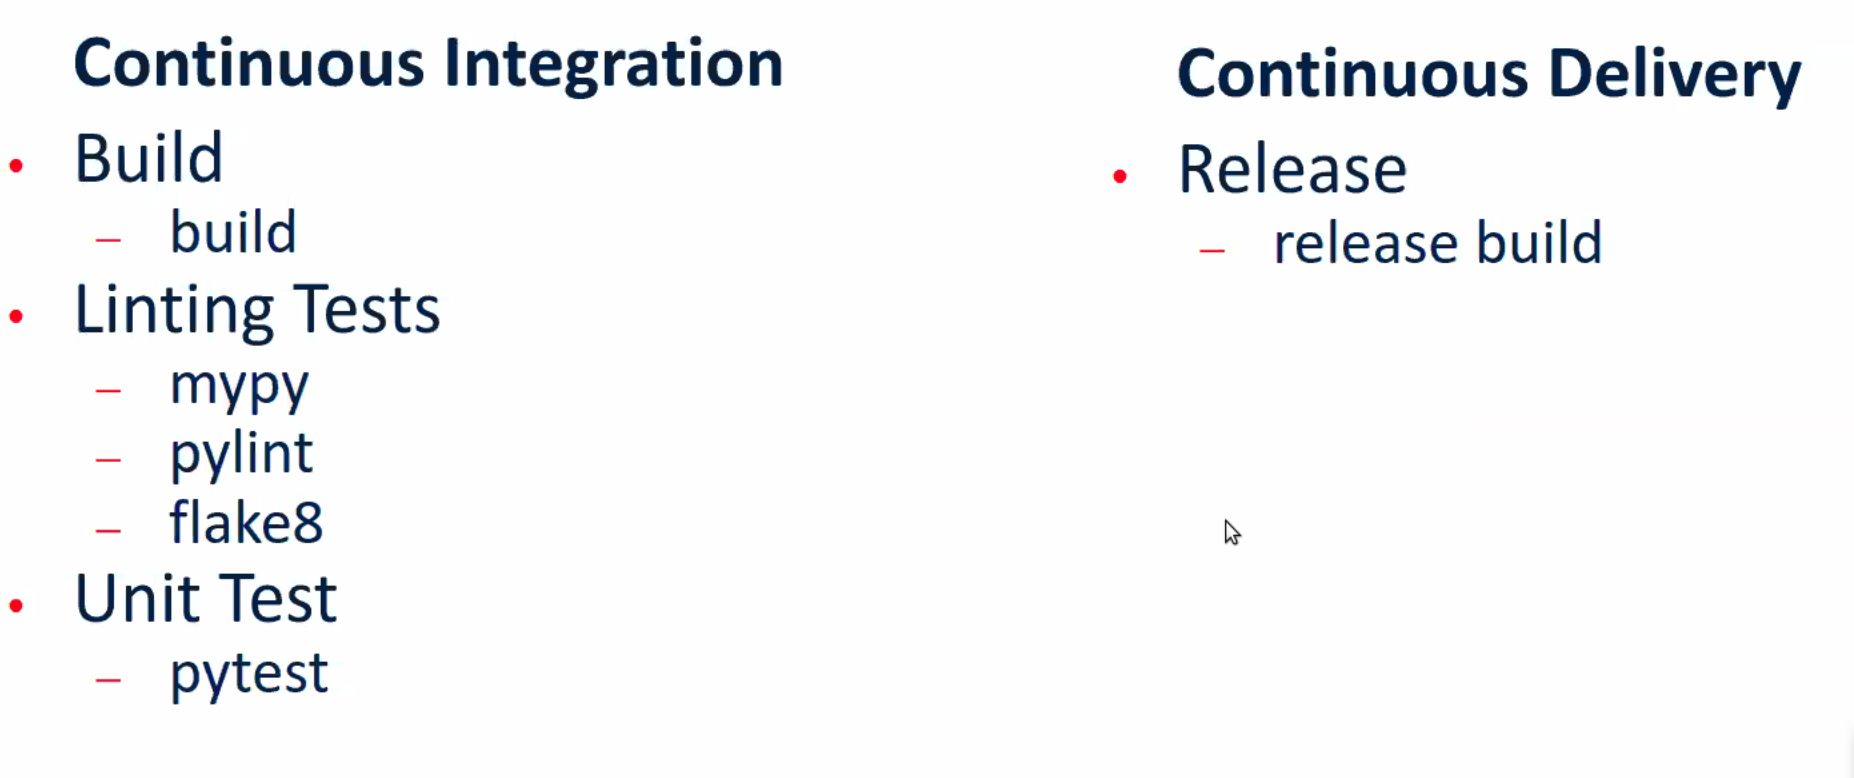 Continuous Integration
• Build
– build
• Linting Tests
– mypy
– pylint
– flake8
• Unit Test
– pytest
Continuous Delivery
• Release
– release build